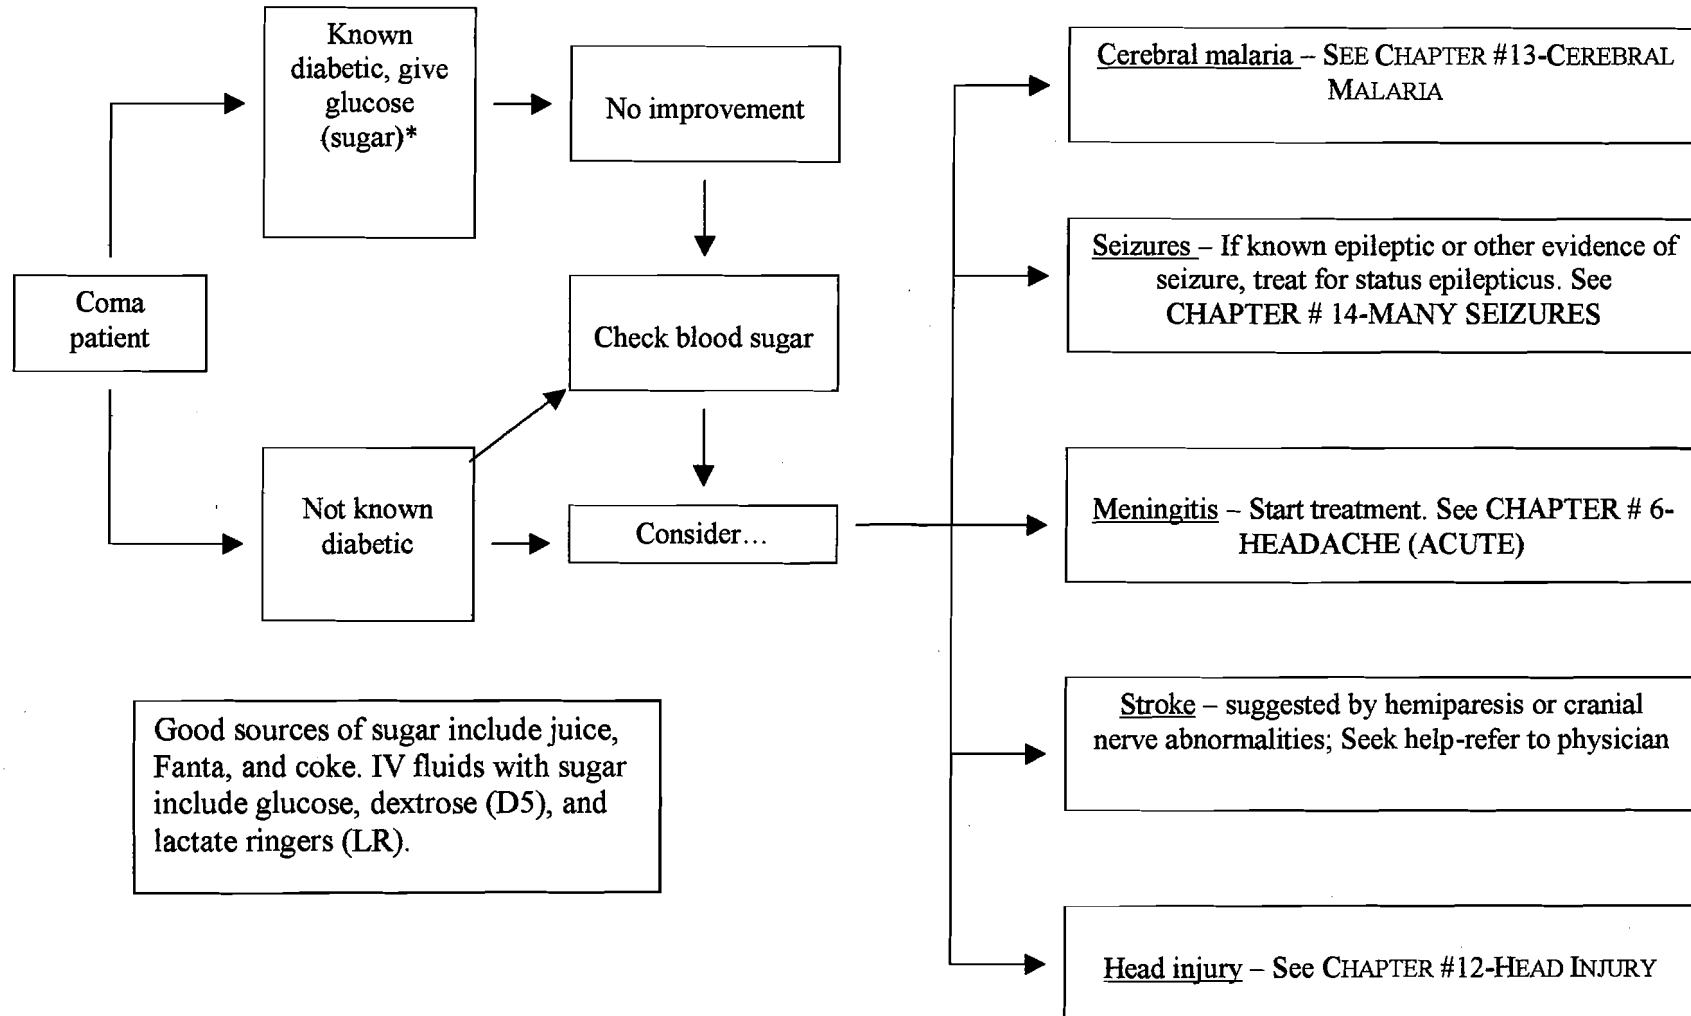 Known
diabetic, give
glucose
(sugar)*
No improvement
Coma
patient
Check blood sugar
Not known
diabetic
Consider…
Cerebral malaria – SEE CHAPTER #13-CEREBRAL
MALARIA
Seizures – If known epileptic or other evidence of
seizure, treat for status epilepticus. See
CHAPTER # 14-MANY SEIZURES
Meningitis – Start treatment. See CHAPTER # 6-
HEADACHE (ACUTE)
Stroke – suggested by hemiparesis or cranial
nerve abnormalities; Seek help-refer to physician
Head injury – See CHAPTER #12-HEAD INJURY
Good sources of sugar include juice,
Fanta, and coke. IV fluids with sugar
include glucose, dextrose (D5), and
lactate ringers (LR).